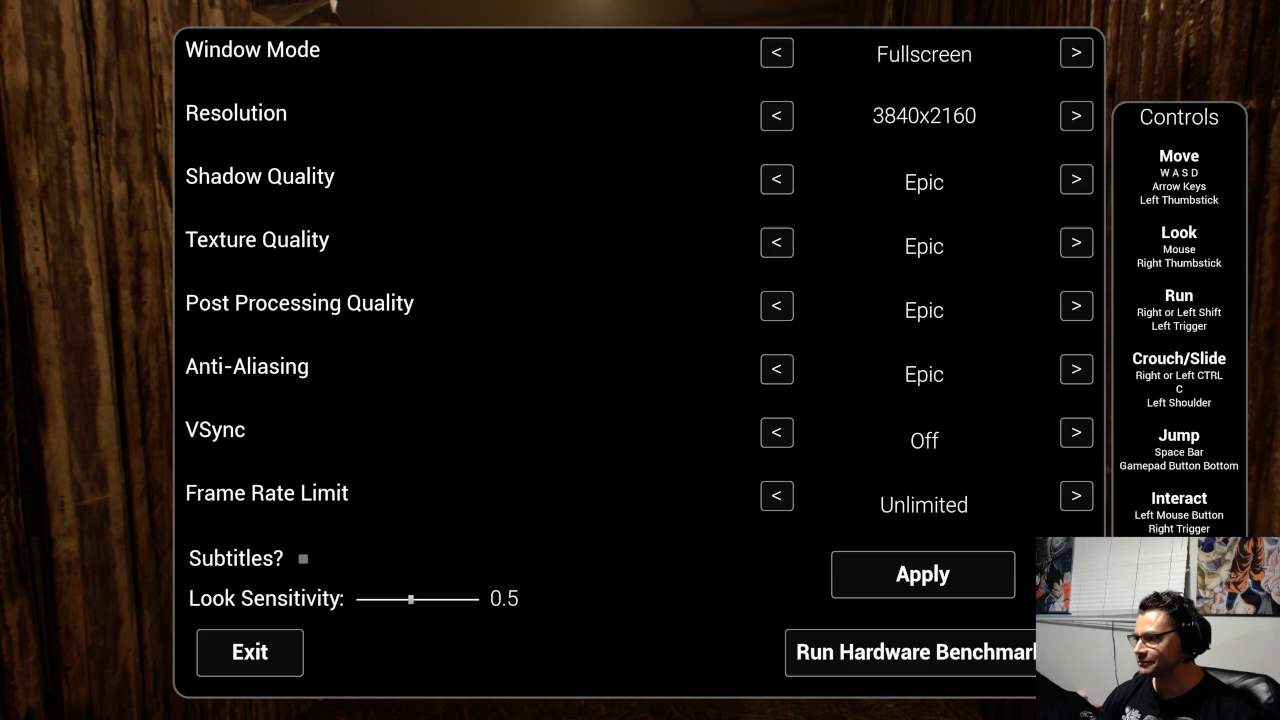 Window Mode
< Fullscreen >
Resolution
< 3840x2160 >
Shadow Quality
< Epic >
Texture Quality
< Epic >
Post Processing Quality
< Epic >
Anti-Aliasing
< Epic >
VSync
< Off >
Frame Rate Limit
< Unlimited >
Subtitles?
Look Sensitivity: 0.5
Apply
Exit
Run Hardware Benchmark
Controls
Move
W A S D
Arrow Keys
Left Thumbstick
Look
Mouse
Right Thumbstick
Run
Right or Left Shift
Left Trigger
Crouch/Slide
Right or Left CTRL
C
Left Shoulder
Jump
Space Bar
Gamepad Button Bottom
Interact
Left Mouse Button
Right Trigger